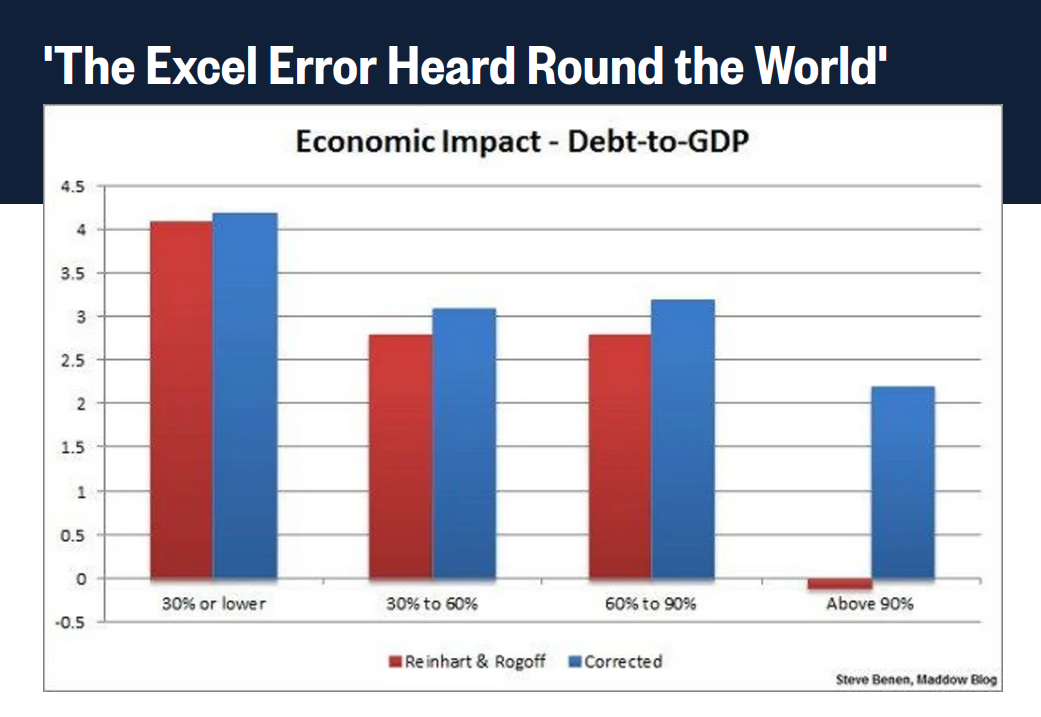 'The Excel Error Heard Round the World'
Economic Impact - Debt-to-GDP
4.5
4
3.5
3
2.5
2
1.5
1
0.5
0
-0.5
30% or lower
30% to 60%
60% to 90%
Above 90%
Reinhart & Rogoff
Corrected
Steve Benen, Maddow Blog